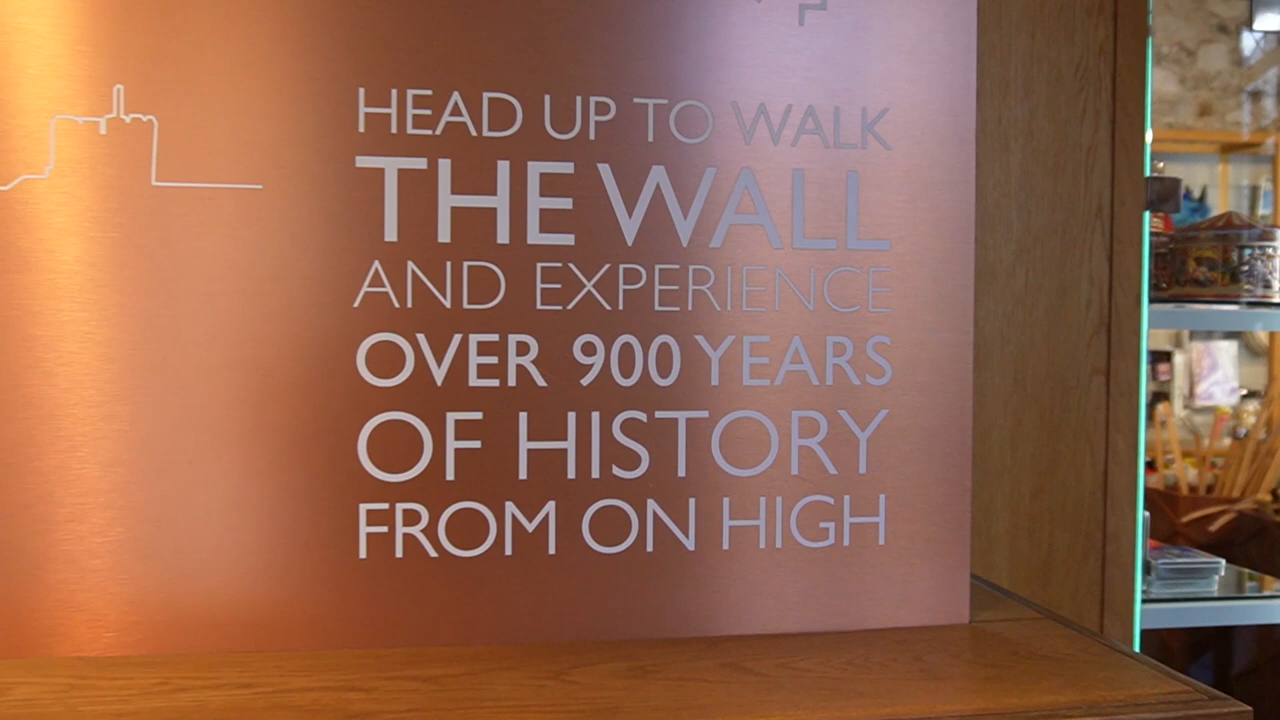 HEAD UP TO WALK
THE WALL
AND EXPERIENCE
OVER 900 YEARS
OF HISTORY
FROM ON HIGH